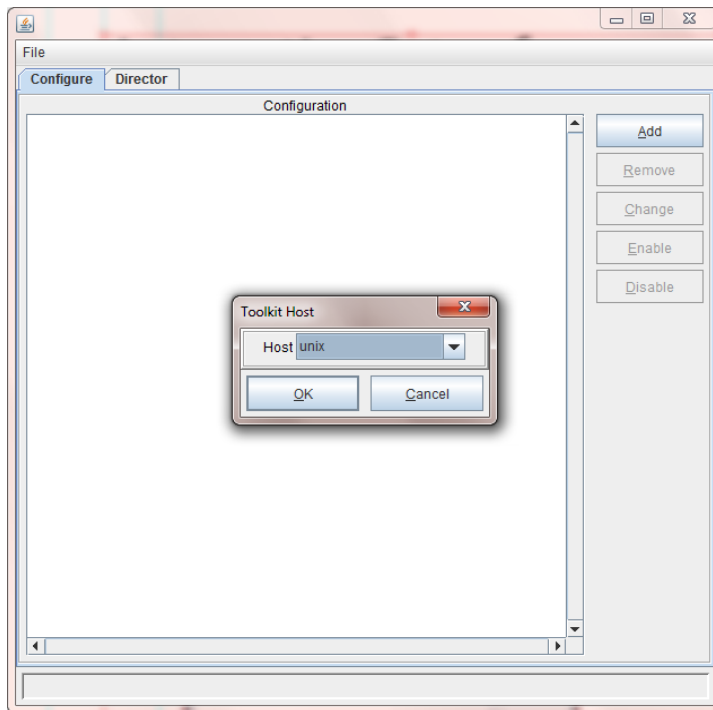 File
Configure Director
Configuration
Add
Remove
Change
Enable
Disable
Toolkit Host
Host unix
OK Cancel